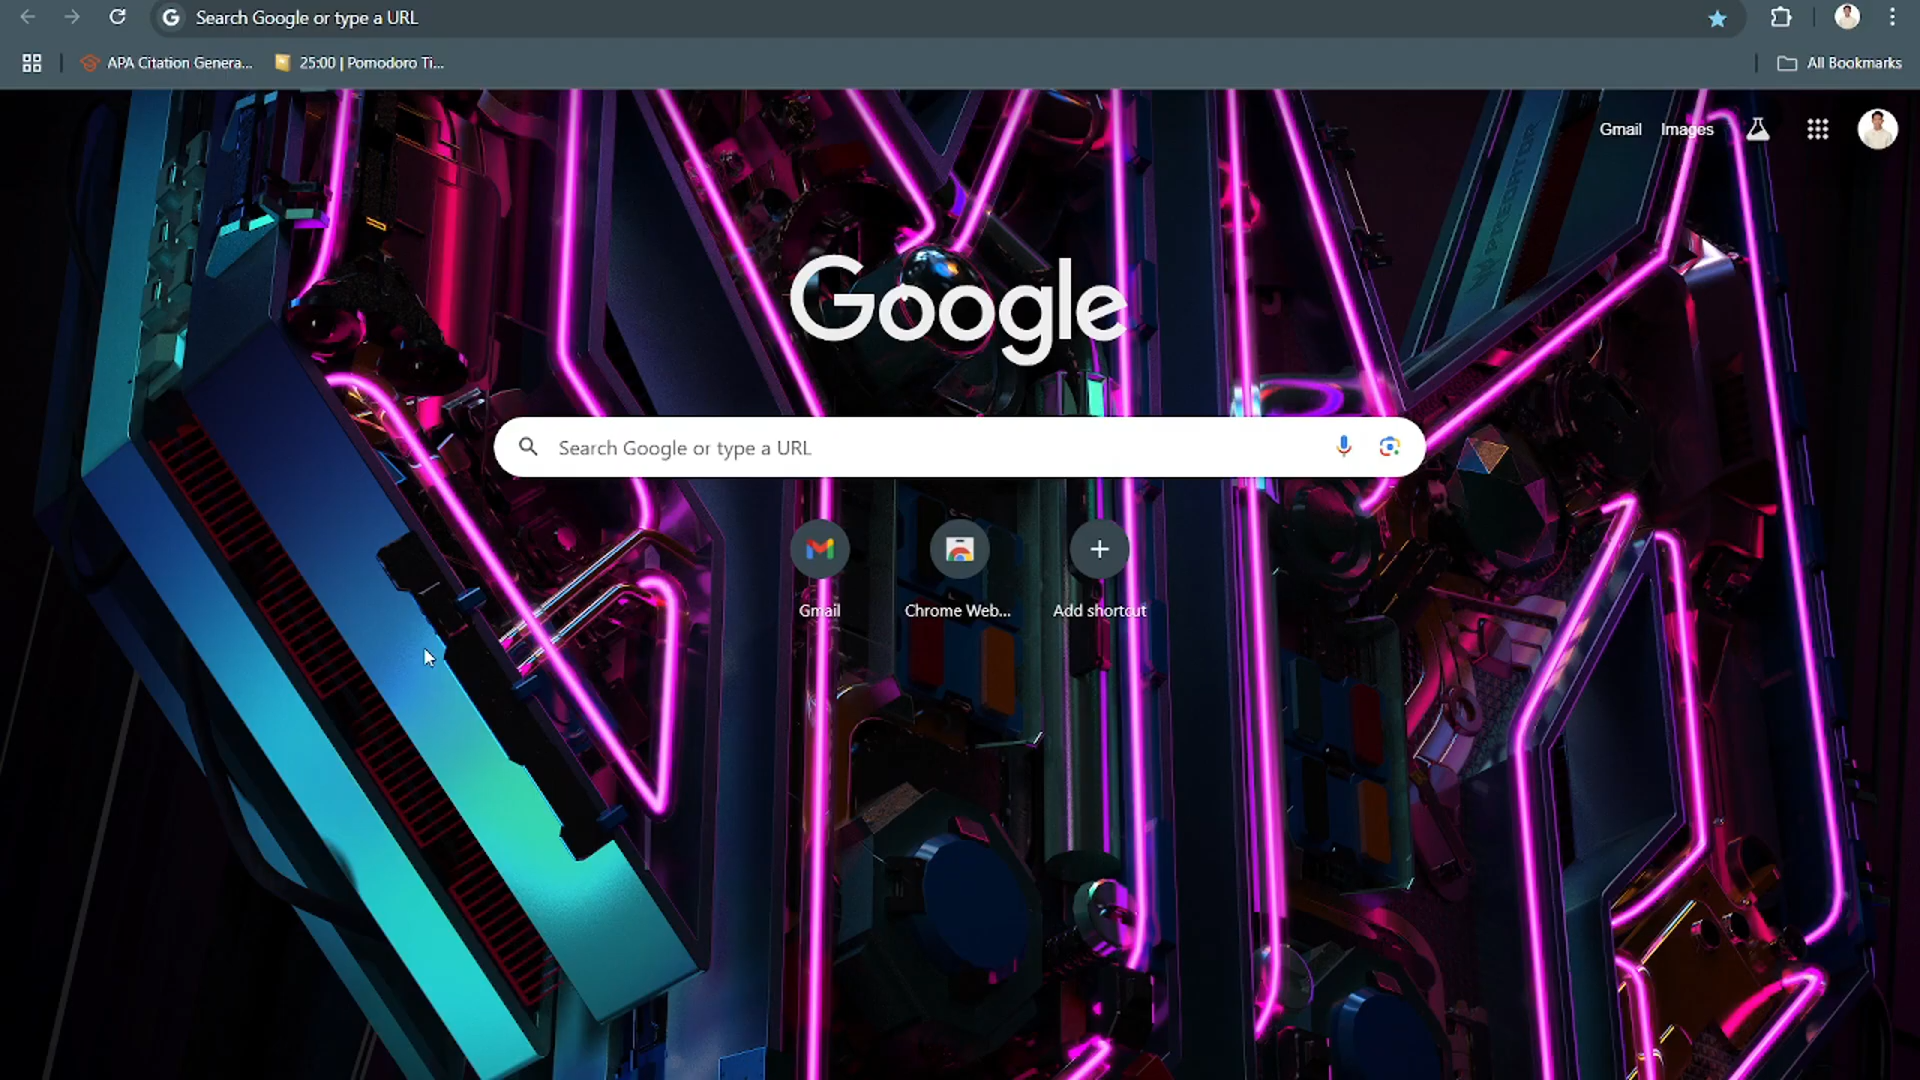 Search Google or type a URL
APA Citation Genera...
25:00 | Pomodoro Ti...
All Bookmarks
Gmail
Images
PREDATOR
Google
Search Google or type a URL
Gmail
Chrome Web...
Add shortcut